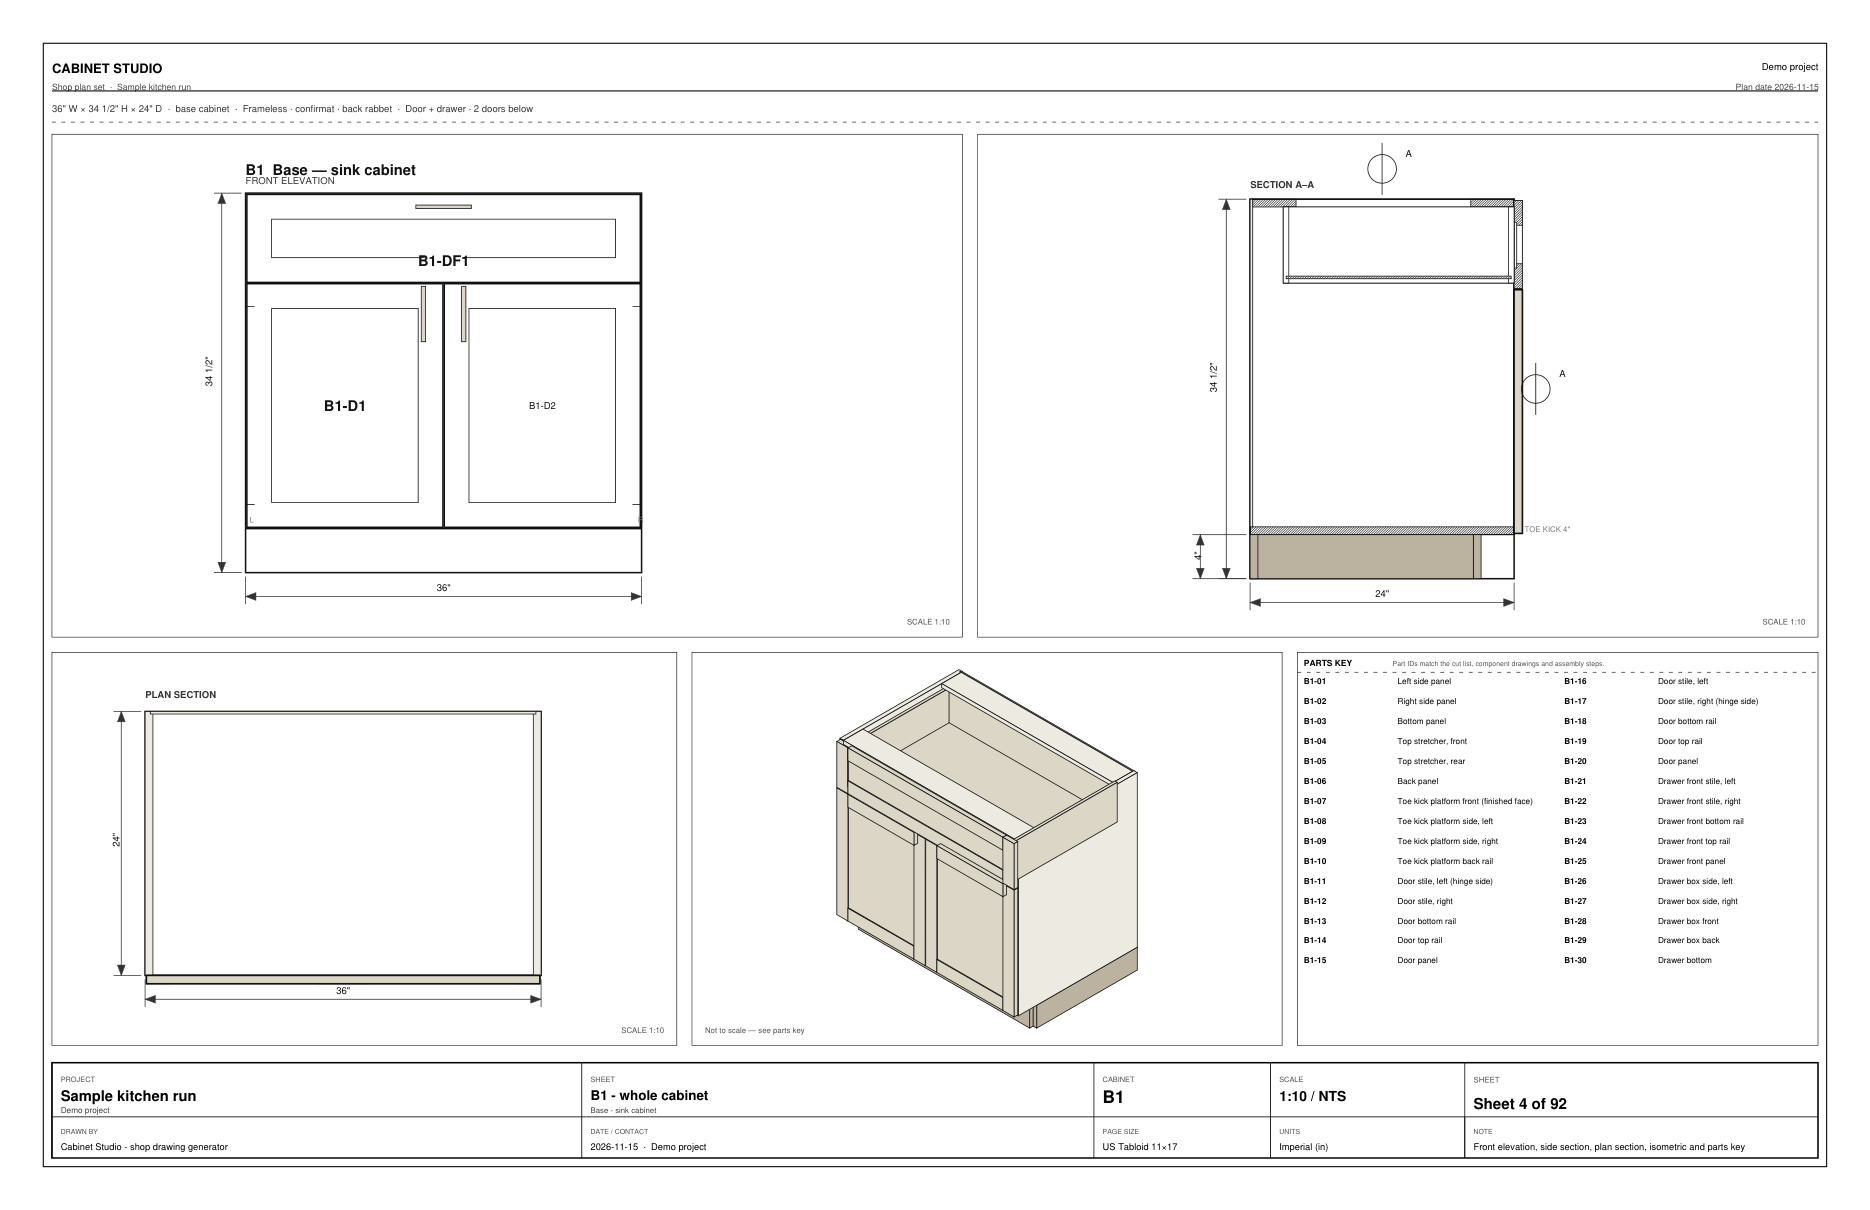 CABINET STUDIO
Demo project
Shop plan set · Sample kitchen run
Plan date 2026-11-15
36" W × 34 1/2" H × 24" D · base cabinet · Frameless · confirmat · back rabbet · Door + drawer · 2 doors below
B1 Base — sink cabinet
FRONT ELEVATION
B1-DF1
34 1/2"
B1-D1
B1-D2
L
36"
SCALE 1:10
A
SECTION A–A
34 1/2"
A
TOE KICK 4"
4"
24"
SCALE 1:10
PLAN SECTION
24"
36"
SCALE 1:10
Not to scale — see parts key
PARTS KEY
Part IDs match the cut list, component drawings and assembly steps.
B1-01 Left side panel B1-16 Door stile, left
B1-02 Right side panel B1-17 Door stile, right (hinge side)
B1-03 Bottom panel B1-18 Door bottom rail
B1-04 Top stretcher, front B1-19 Door top rail
B1-05 Top stretcher, rear B1-20 Door panel
B1-06 Back panel B1-21 Drawer front stile, left
B1-07 Toe kick platform front (finished face) B1-22 Drawer front stile, right
B1-08 Toe kick platform side, left B1-23 Drawer front bottom rail
B1-09 Toe kick platform side, right B1-24 Drawer front top rail
B1-10 Toe kick platform back rail B1-25 Drawer front panel
B1-11 Door stile, left (hinge side) B1-26 Drawer box side, left
B1-12 Door stile, right B1-27 Drawer box side, right
B1-13 Door bottom rail B1-28 Drawer box front
B1-14 Door top rail B1-29 Drawer box back
B1-15 Door panel B1-30 Drawer bottom
PROJECT
Sample kitchen run
Demo project
SHEET
B1 - whole cabinet
Base - sink cabinet
CABINET
B1
SCALE
1:10 / NTS
SHEET
Sheet 4 of 92
DRAWN BY
Cabinet Studio - shop drawing generator
DATE / CONTACT
2026-11-15 · Demo project
PAGE SIZE
US Tabloid 11×17
UNITS
Imperial (in)
NOTE
Front elevation, side section, plan section, isometric and parts key